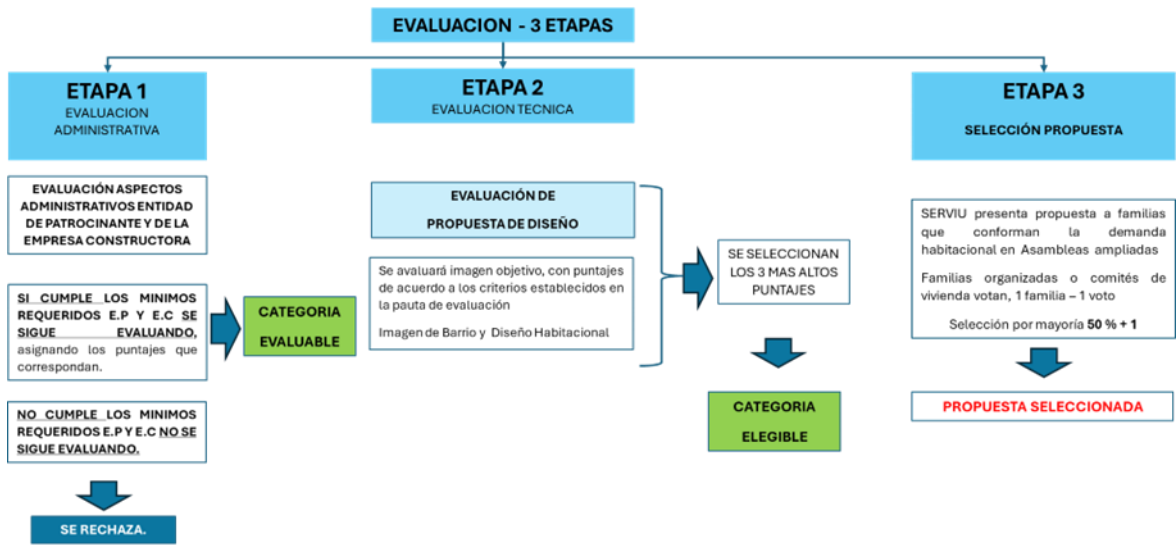 EVALUACION - 3 ETAPAS
ETAPA 1
EVALUACION
ADMINISTRATIVA
EVALUACIÓN ASPECTOS
ADMINISTRATIVOS ENTIDAD
DE PATROCINANTE Y DE LA
EMPRESA CONSTRUCTORA
SI CUMPLE LOS MINIMOS
REQUERIDOS E.P Y E.C SE
SIGUE EVALUANDO,
asignando los puntajes que
correspondan.
CATEGORIA
EVALUABLE
NO CUMPLE LOS MINIMOS
REQUERIDOS E.P Y E.C NO SE
SIGUE EVALUANDO.
SE RECHAZA.
ETAPA 2
EVALUACION TECNICA
EVALUACIÓN DE
PROPUESTA DE DISEÑO
Se avaluará imagen objetivo, con puntajes
de acuerdo a los criterios establecidos en
la pauta de evaluación
Imagen de Barrio y Diseño Habitacional
SE SELECCIONAN
LOS 3 MAS ALTOS
PUNTAJES
CATEGORIA
ELEGIBLE
ETAPA 3
SELECCIÓN PROPUESTA
SERVIU presenta propuesta a familias
que conforman la demanda
habitacional en Asambleas ampliadas
Familias organizadas o comités de
vivienda votan, 1 familia – 1 voto
Selección por mayoría 50 % + 1
PROPUESTA SELECCIONADA